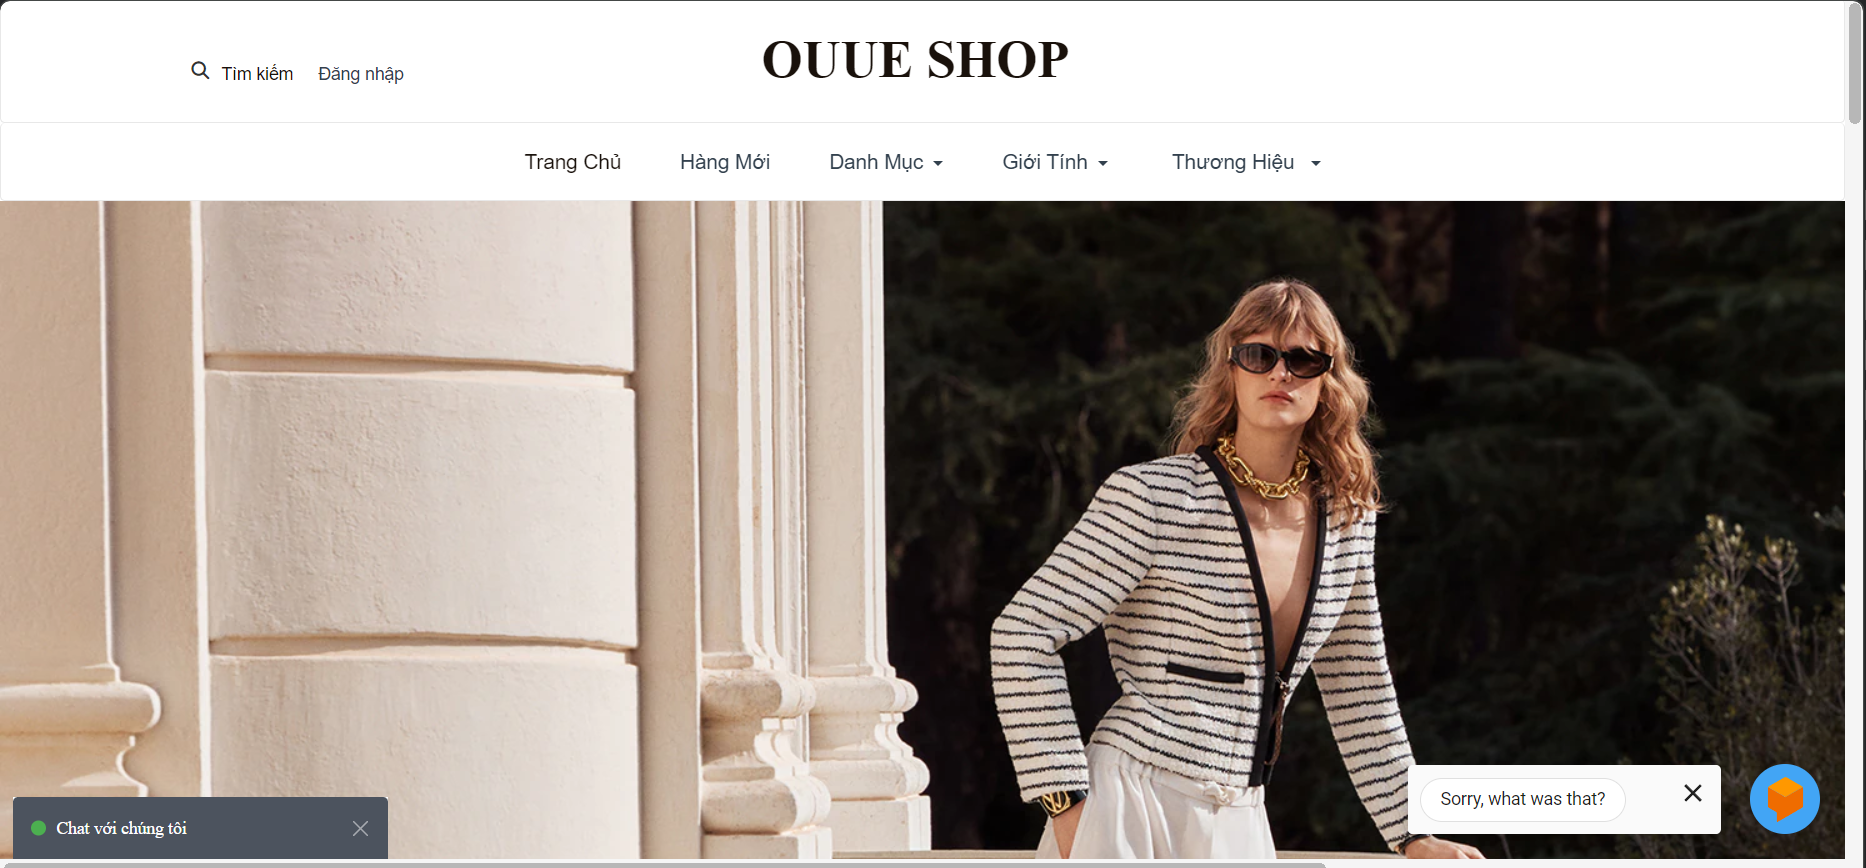 OUUE SHOP
Tìm kiếm Đăng nhập
Trang Chủ Hàng Mới Danh Mục Giới Tính Thương Hiệu
Sorry, what was that?
Chat với chúng tôi